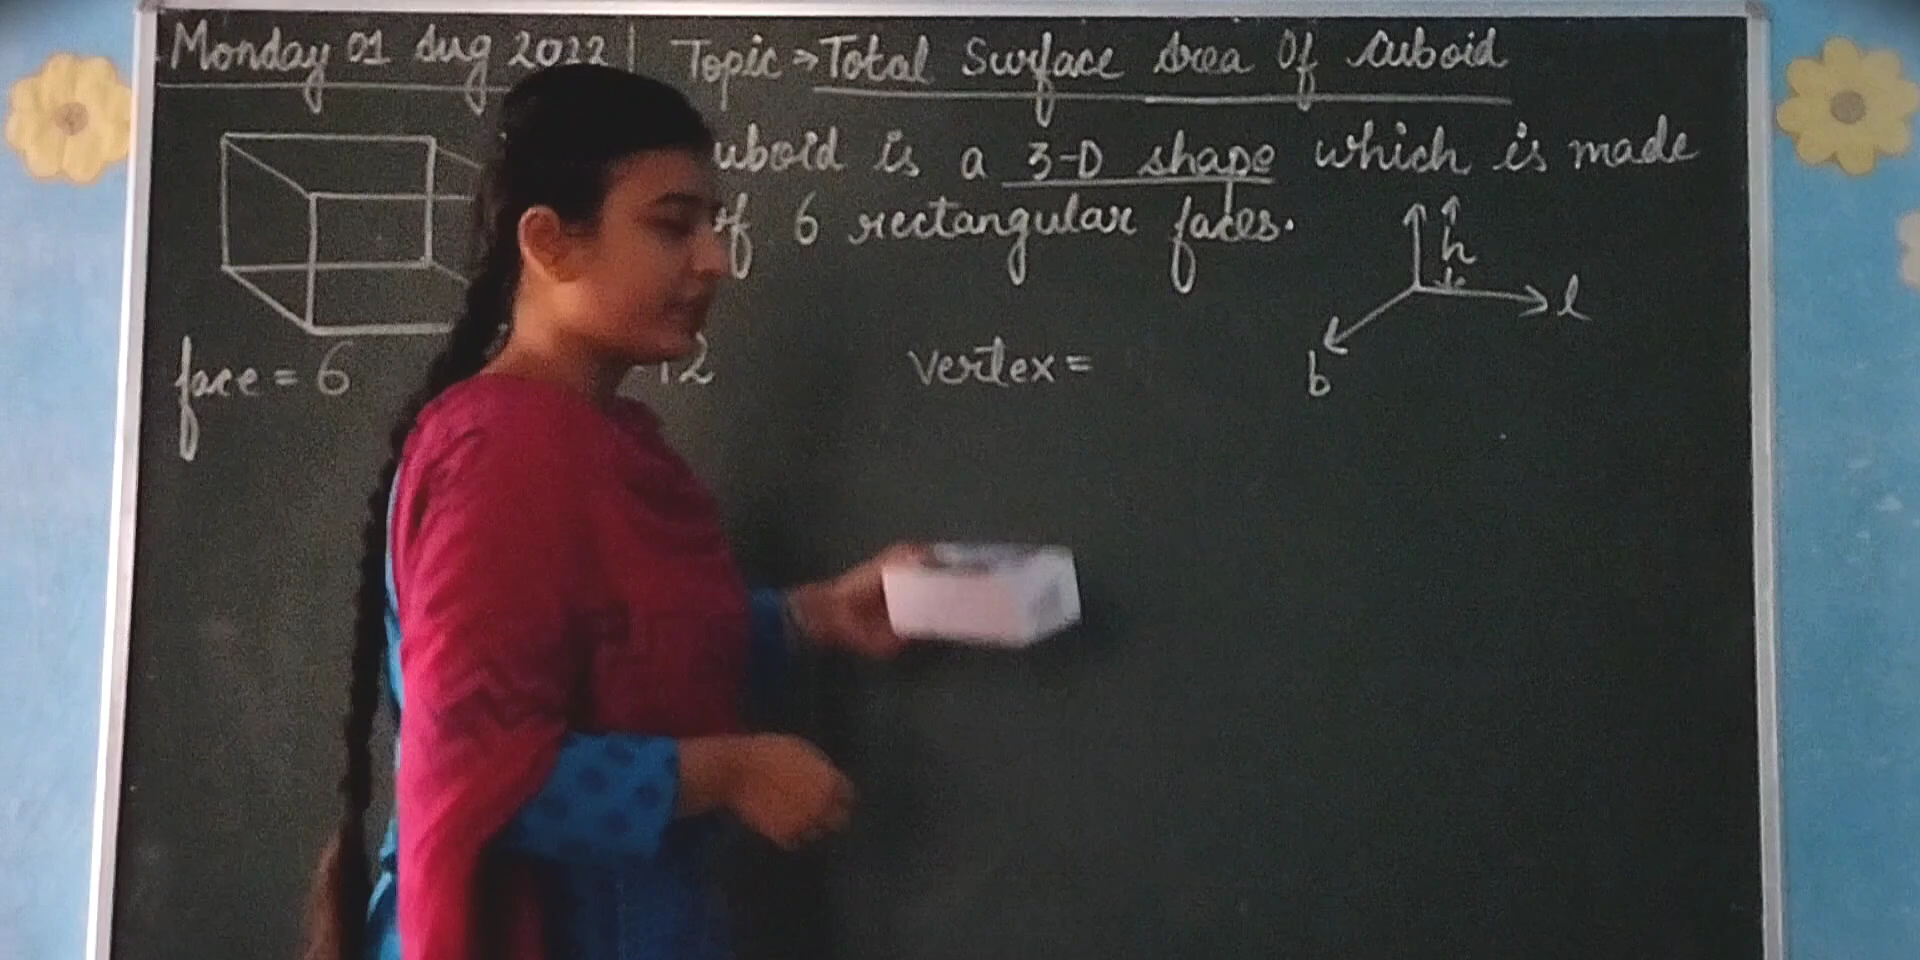 Monday 01 Aug 2022 | Topic → Total Surface Area Of Cuboid
uboid is a 3-D shape which is made
of 6 rectangular faces.
h
l
b
face = 6 12 vertex =